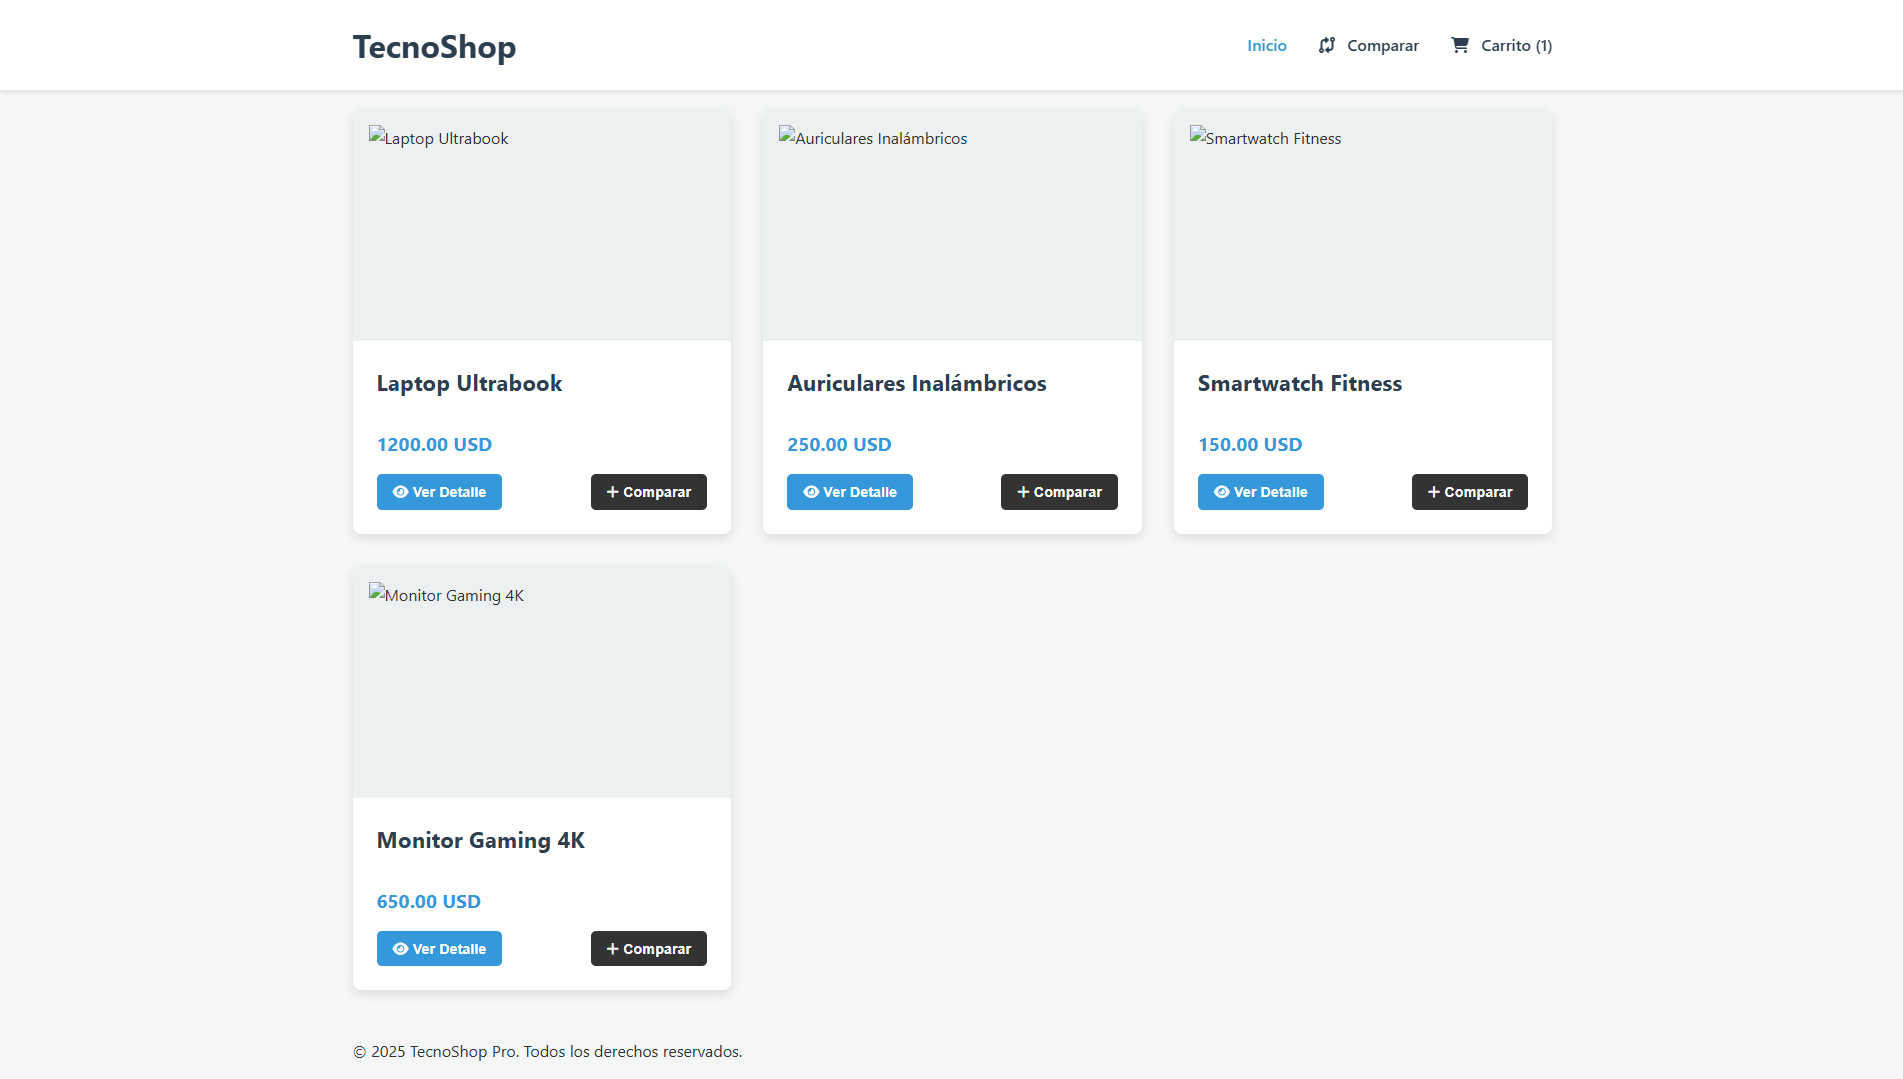 TecnoShop
Inicio
Comparar
Carrito (1)
Laptop Ultrabook
Auriculares Inalámbricos
Smartwatch Fitness
Laptop Ultrabook
Auriculares Inalámbricos
Smartwatch Fitness
1200.00 USD
250.00 USD
150.00 USD
Ver Detalle
Comparar
Ver Detalle
Comparar
Ver Detalle
Comparar
Monitor Gaming 4K
Monitor Gaming 4K
650.00 USD
Ver Detalle
Comparar
© 2025 TecnoShop Pro. Todos los derechos reservados.